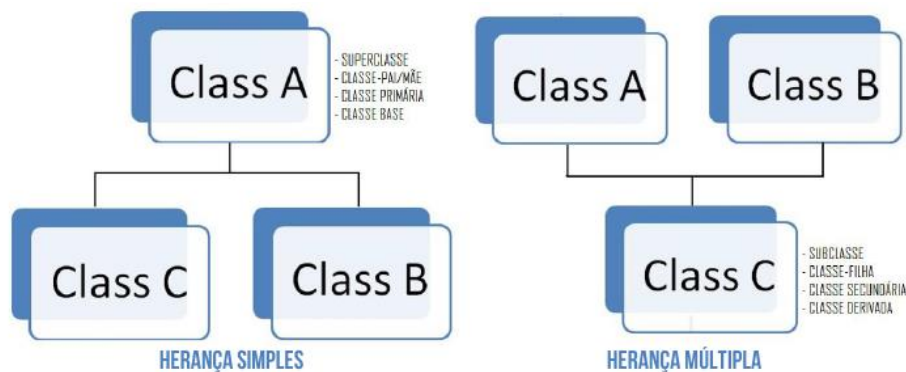 Class A
- SUPERCLASSE
- CLASSE-PAI/MÃE
- CLASSE PRIMÁRIA
- CLASSE BASE
Class C
Class B
HERANÇA SIMPLES
Class A
Class B
Class C
- SUBCLASSE
- CLASSE-FILHA
- CLASSE SECUNDÁRIA
- CLASSE DERIVADA
HERANÇA MÚLTIPLA